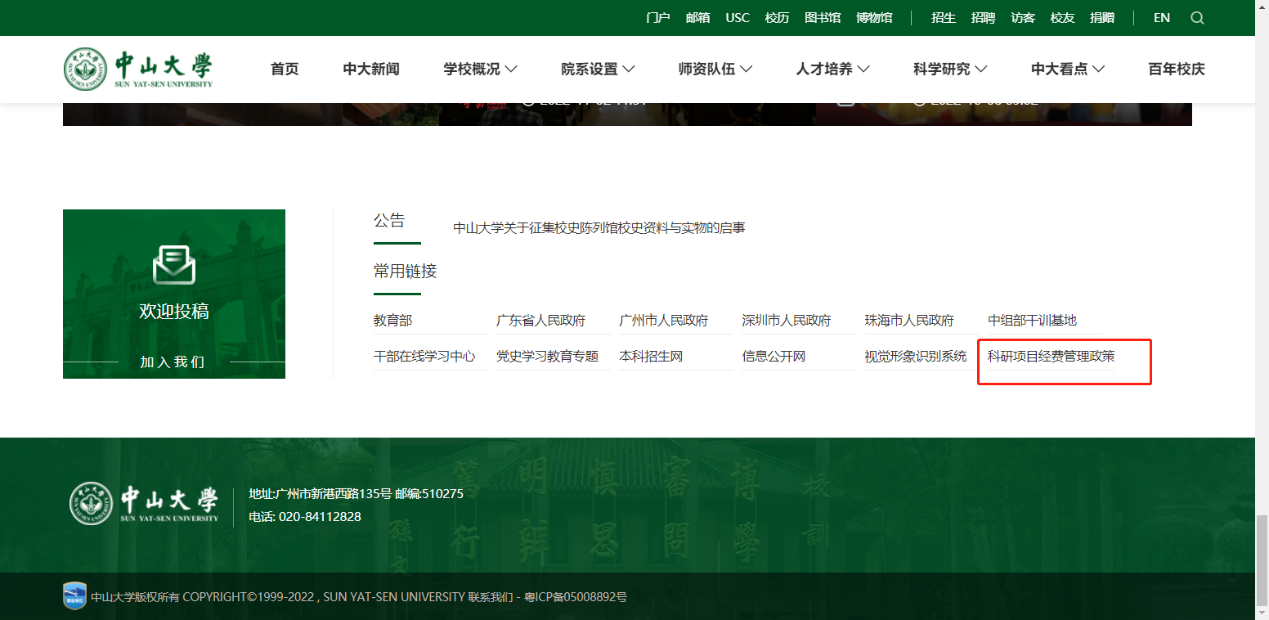 门户 邮箱 USC 校历 图书馆 博物馆 招生 招聘 访客 校友 捐赠 EN
中山大學
SUN YAT-SEN UNIVERSITY
首页 中大新闻 学校概况 院系设置 师资队伍 人才培养 科学研究 中大看点 百年校庆
欢迎投稿
加入我们
公告
中山大学关于征集校史陈列馆校史资料与实物的启事
常用链接
教育部 广东省人民政府 广州市人民政府 深圳市人民政府 珠海市人民政府 中组部干训基地
干部在线学习中心 党史学习教育专题 本科招生网 信息公开网 视觉形象识别系统 科研项目经费管理政策
中山大學
SUN YAT-SEN UNIVERSITY
地址:广州市新港西路135号 邮编:510275
电话: 020-84112828
博 審 慎 明 篤
學 問 思 辨 行
孫文
中山大学版权所有 COPYRIGHT©1999-2022 , SUN YAT-SEN UNIVERSITY 联系我们 - 粤ICP备05008892号